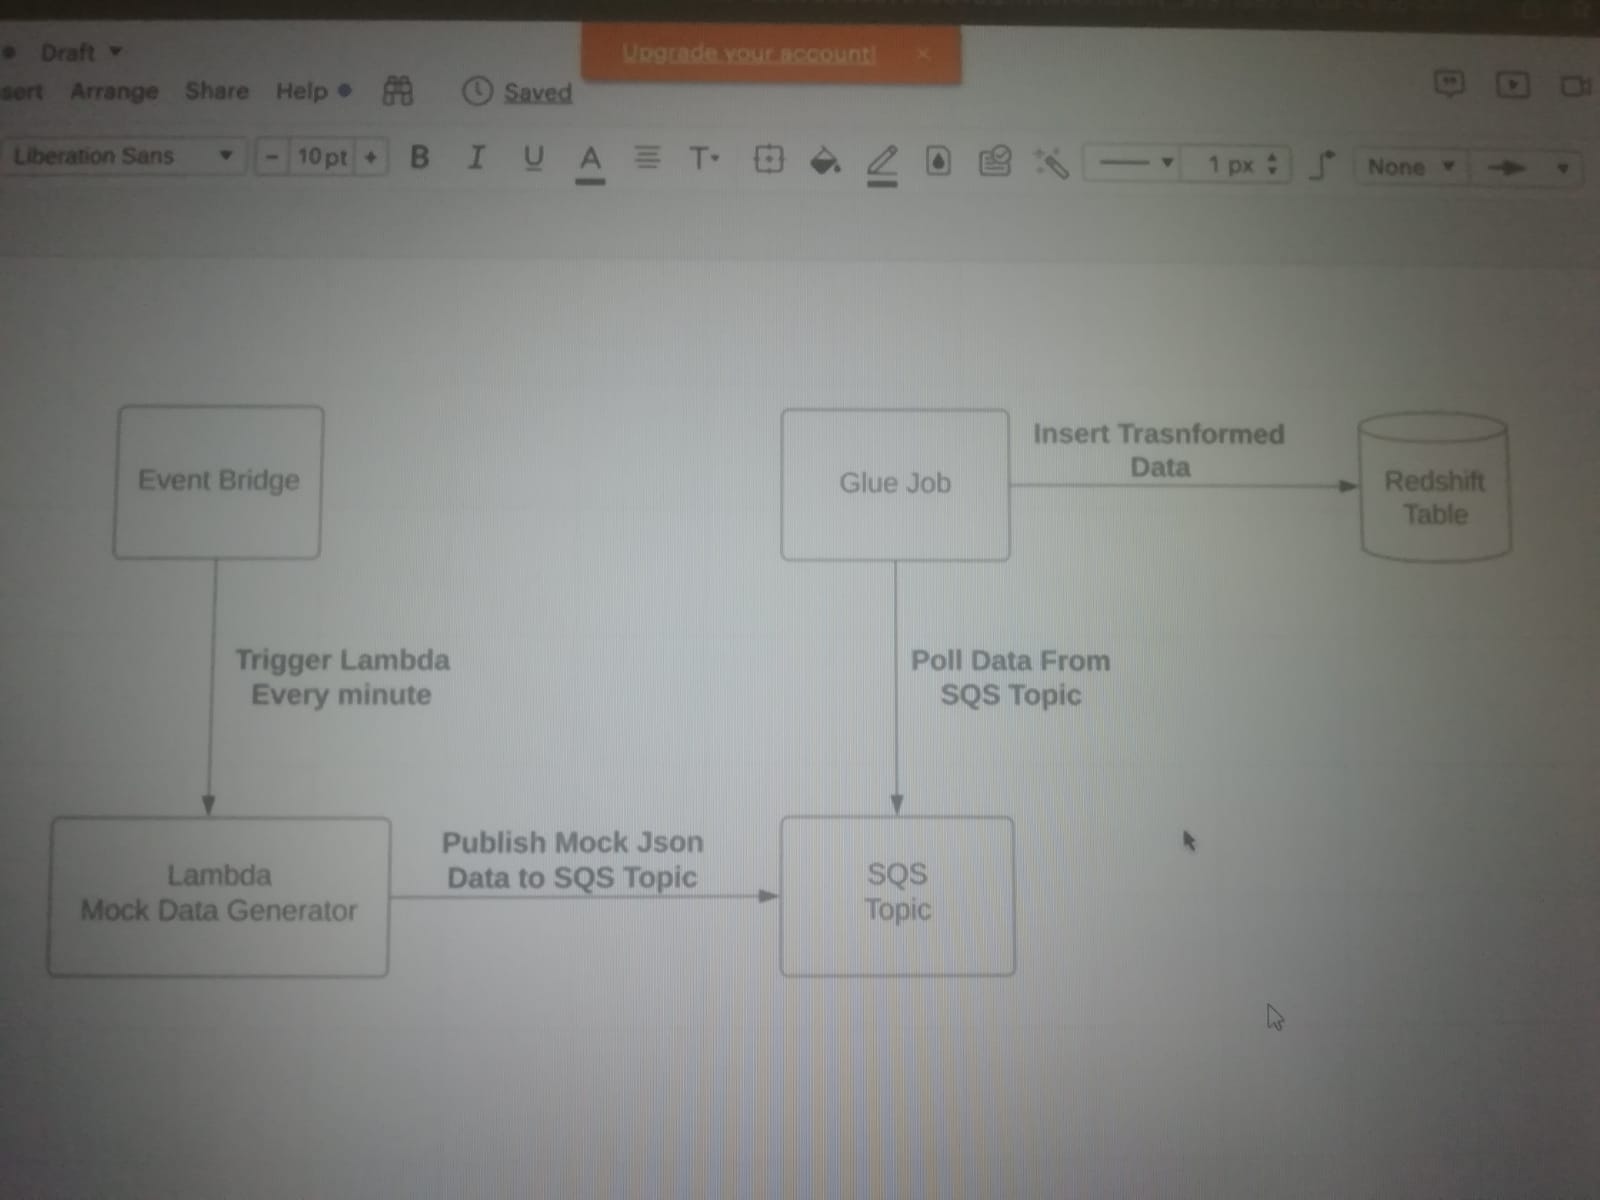 Upgrade your account!
Draft
sert Arrange Share Help Saved
Liberation Sans - 10 pt + B I U A T 1 px None
Event Bridge
Glue Job
Insert Trasnformed
Data
Redshift
Table
Trigger Lambda
Every minute
Poll Data From
SQS Topic
Lambda
Mock Data Generator
Publish Mock Json
Data to SQS Topic
SQS
Topic